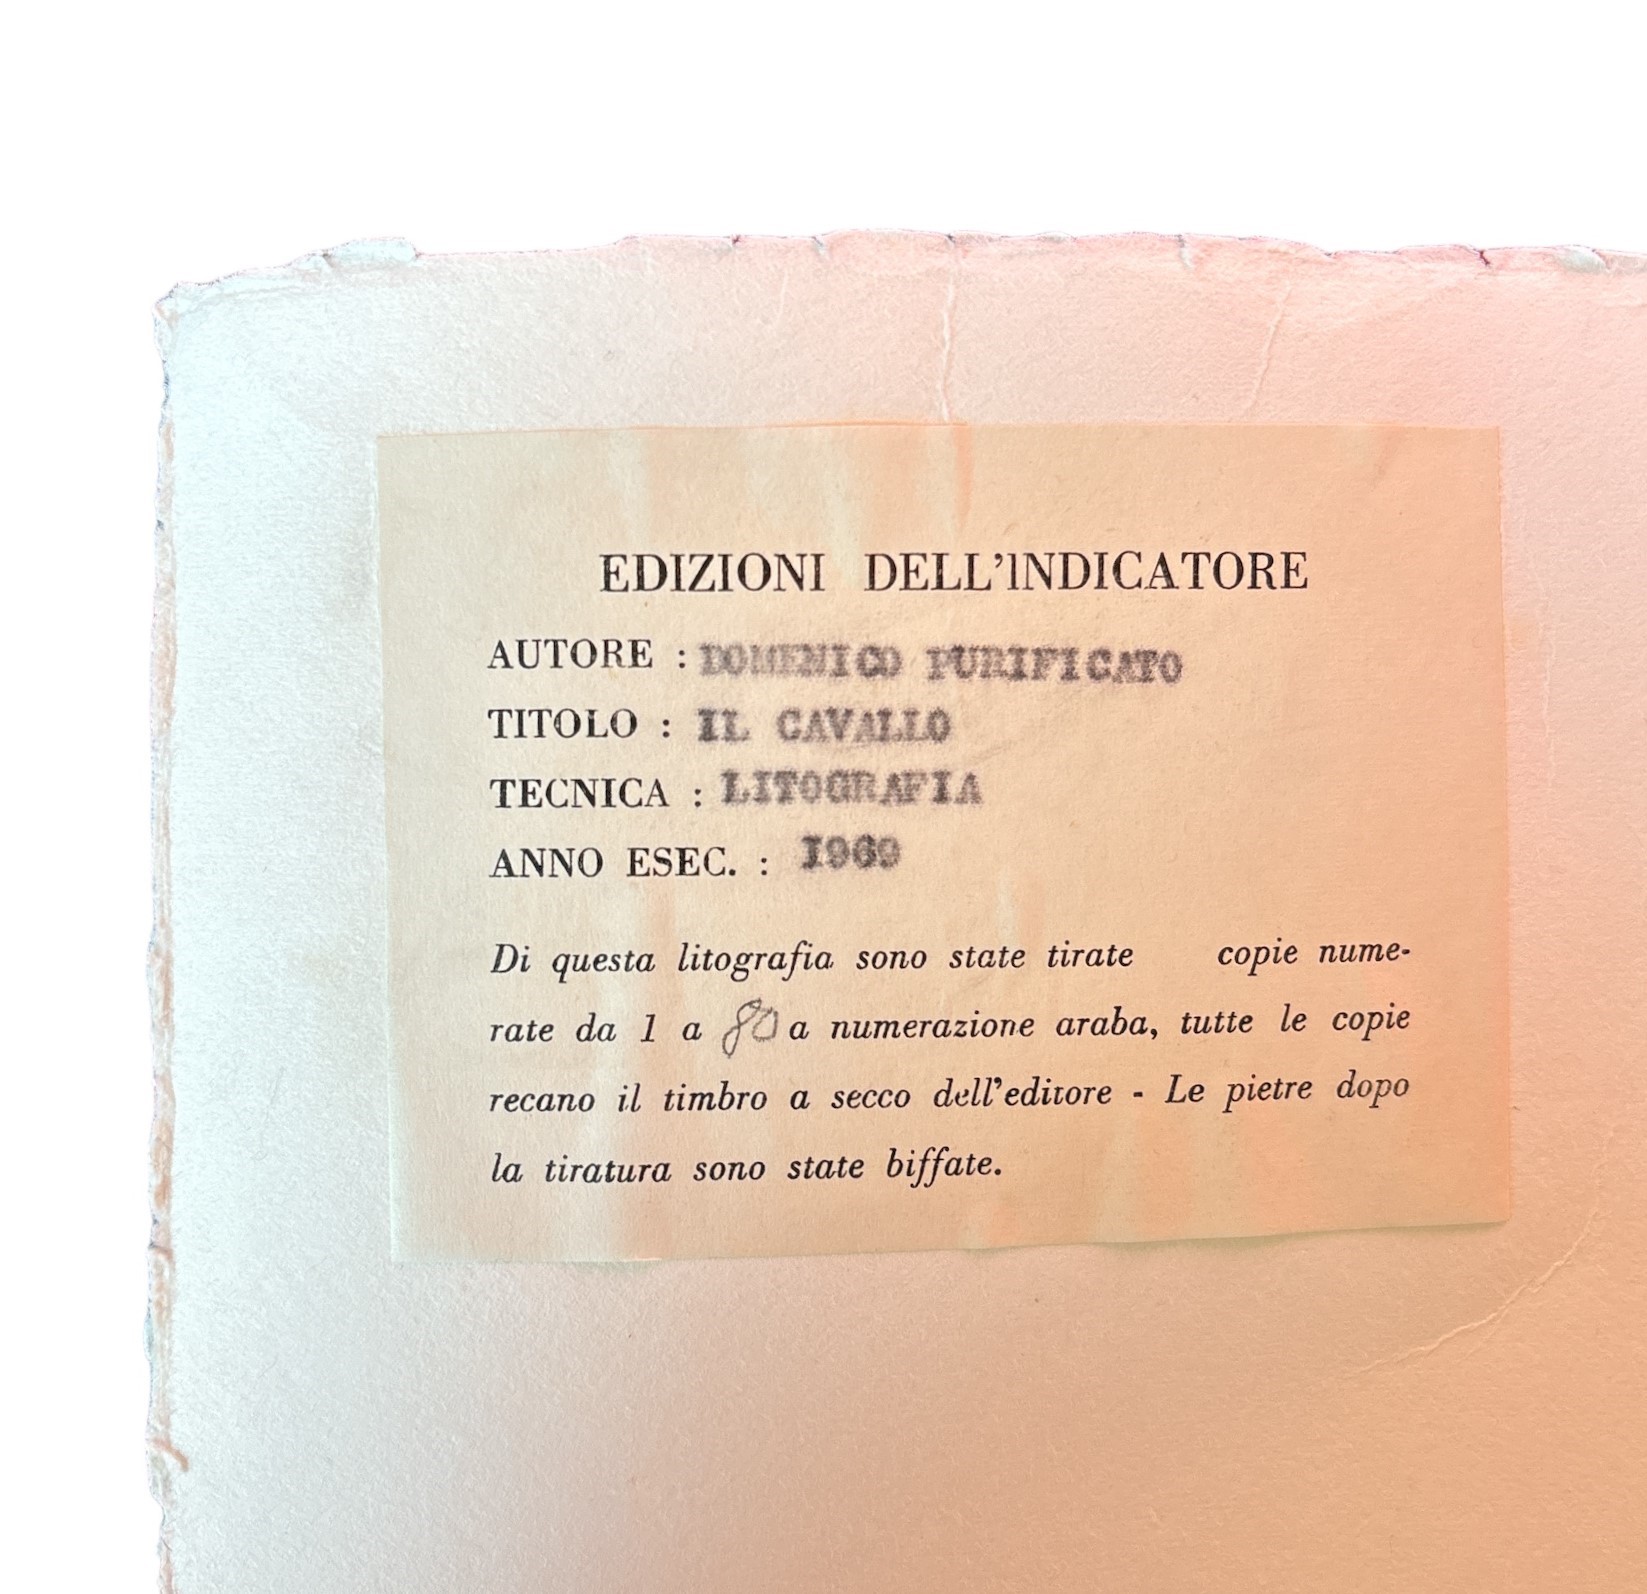 EDIZIONI DELL'INDICATORE
AUTORE : DOMENICO PURIFICATO
TITOLO : IL CAVALLO
TECNICA : LITOGRAFIA
ANNO ESEC. : I969
Di questa litografia sono state tirate copie nume-
rate da 1 a 80 a numerazione araba, tutte le copie
recano il timbro a secco dell'editore - Le pietre dopo
la tiratura sono state biffate.